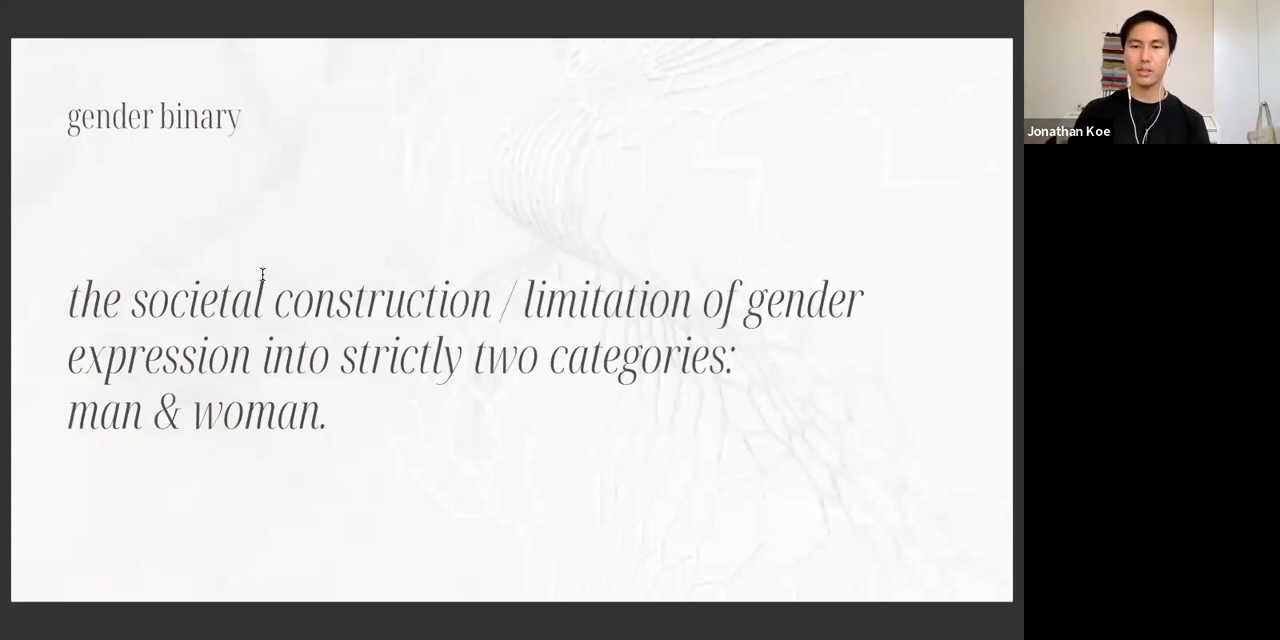 gender binary
the societal construction / limitation of gender
expression into strictly two categories:
man & woman.
Jonathan Koe